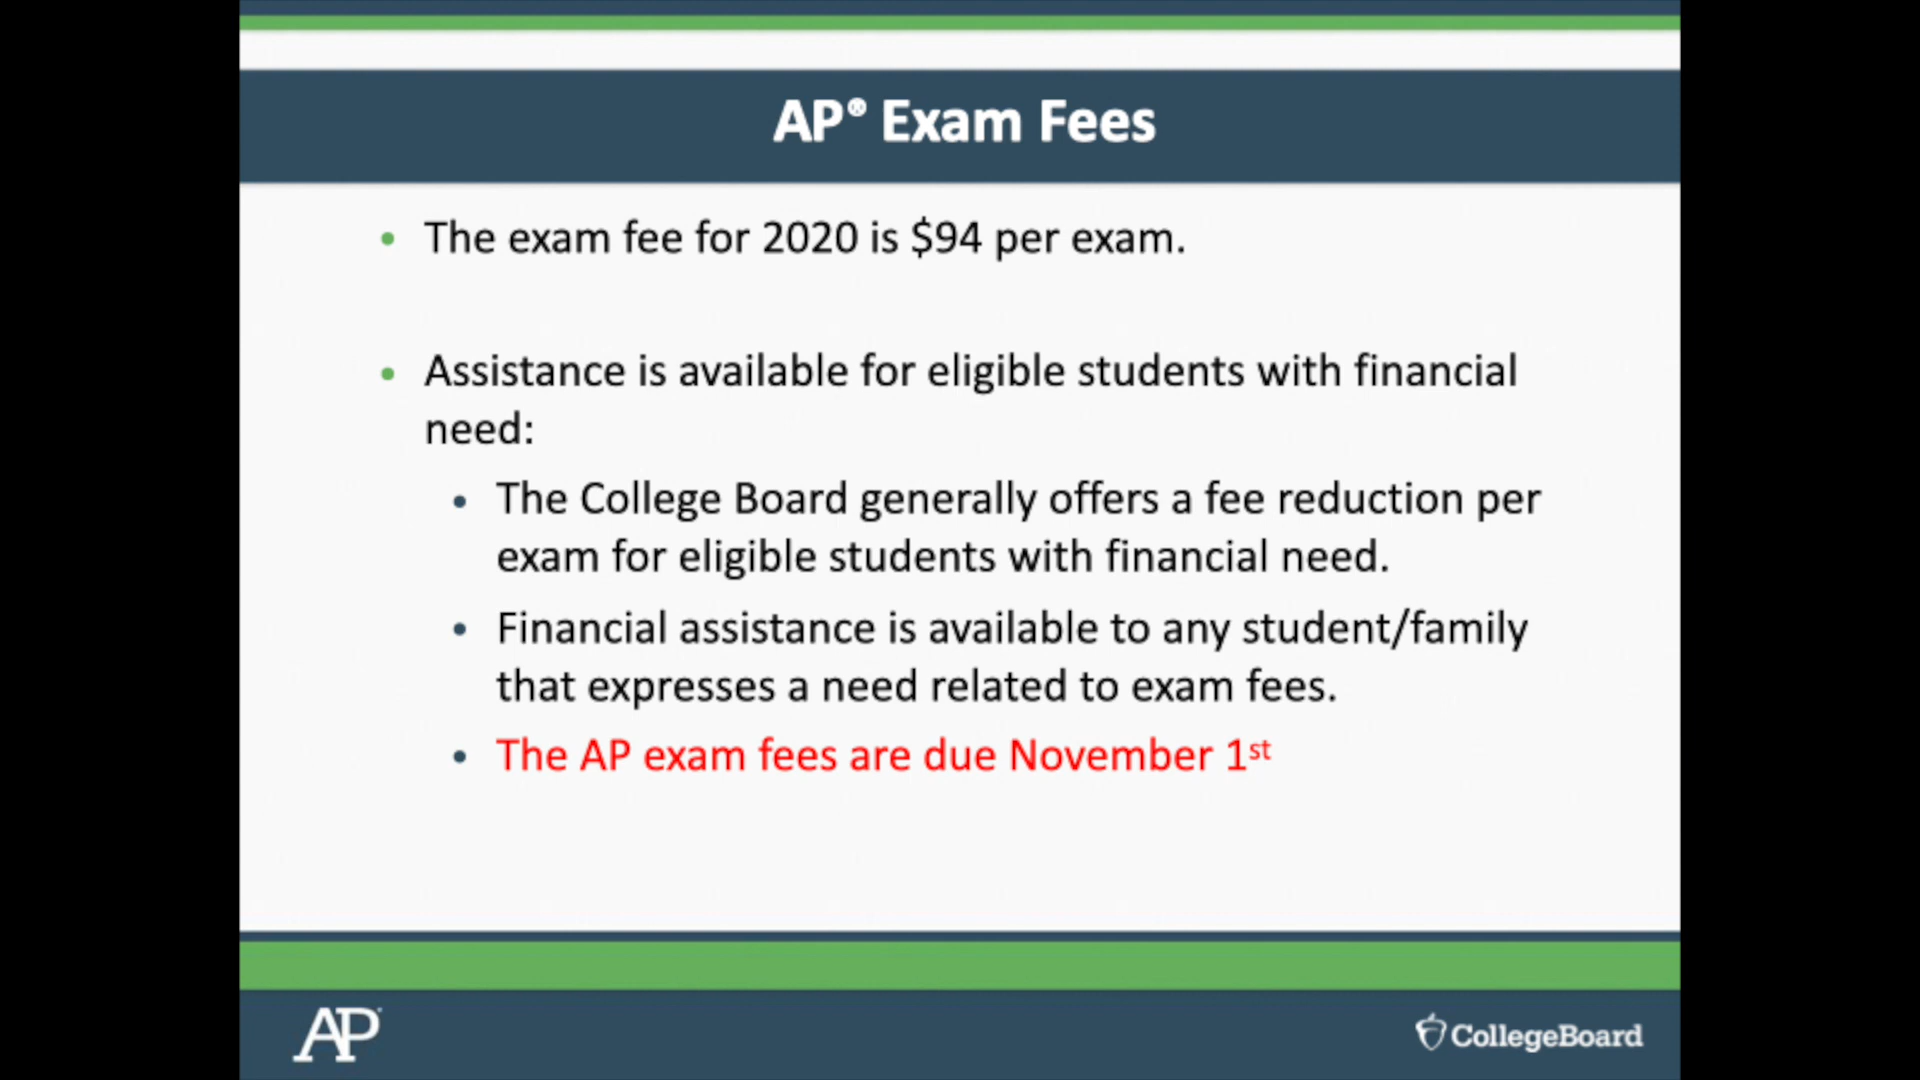 AP® Exam Fees
• The exam fee for 2020 is $94 per exam.
• Assistance is available for eligible students with financial
need:
• The College Board generally offers a fee reduction per
exam for eligible students with financial need.
• Financial assistance is available to any student/family
that expresses a need related to exam fees.
• The AP exam fees are due November 1st
AP
CollegeBoard